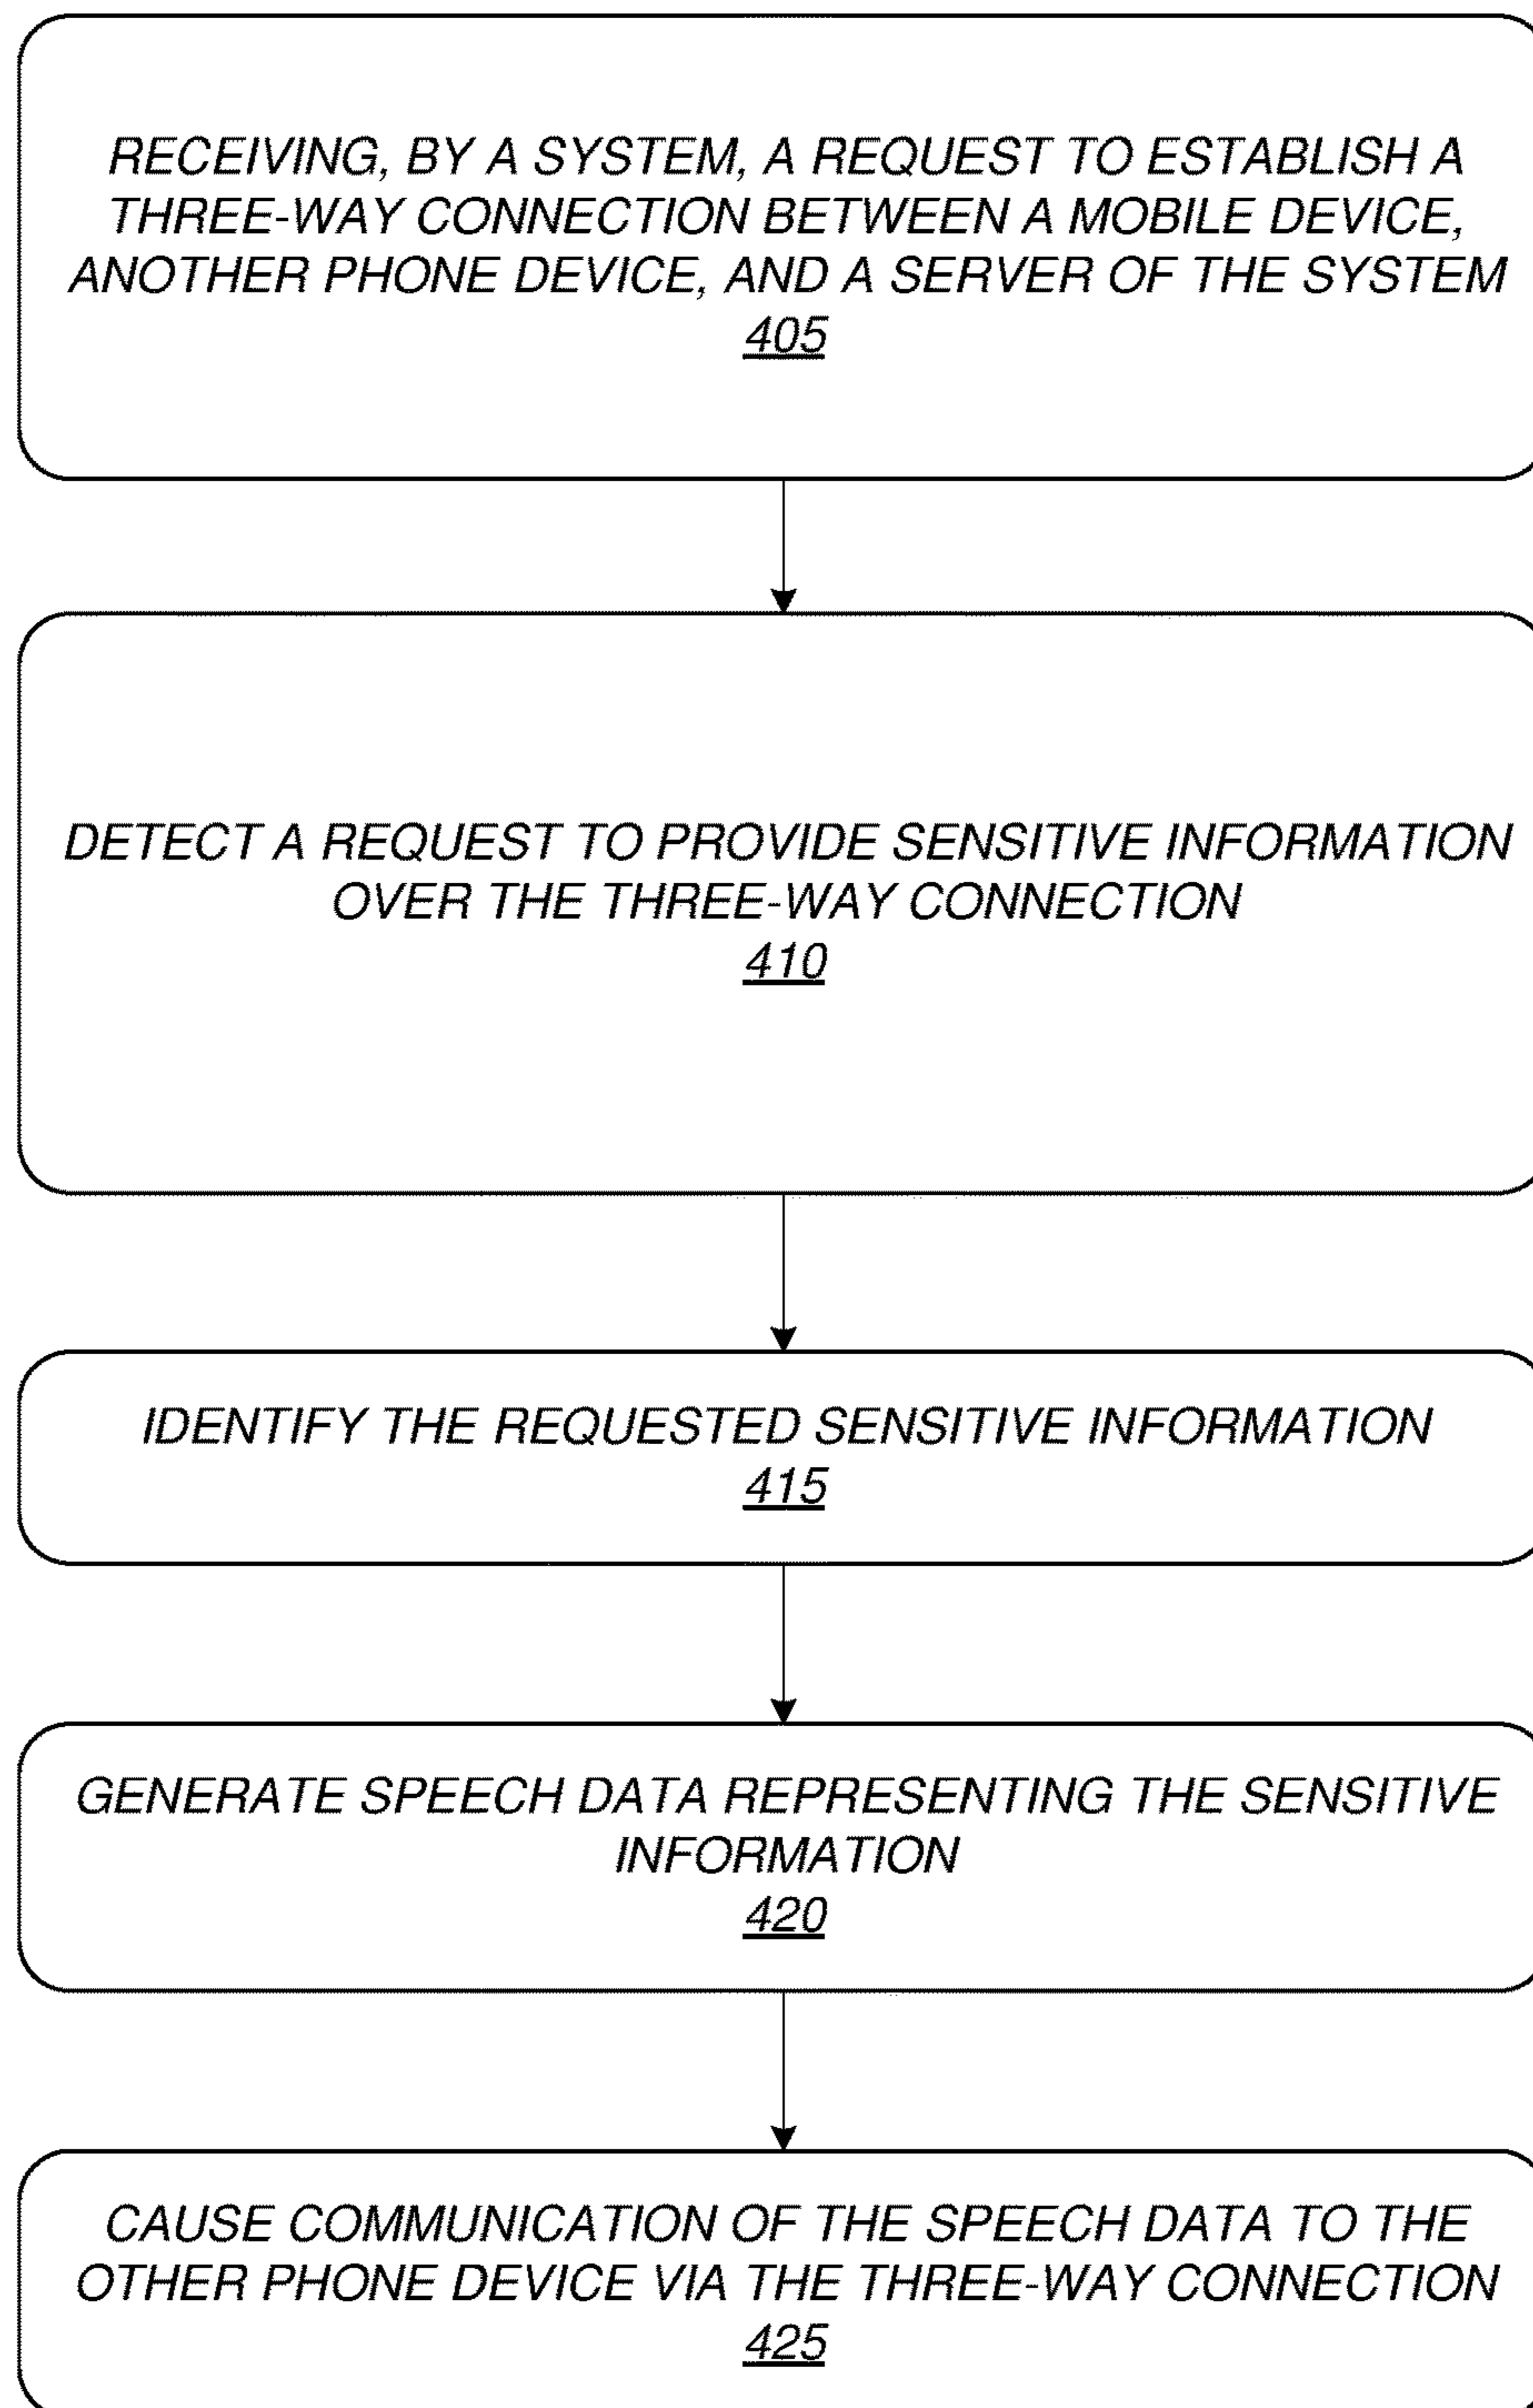 RECEIVING, BY A SYSTEM, A REQUEST TO ESTABLISH A
THREE-WAY CONNECTION BETWEEN A MOBILE DEVICE,
ANOTHER PHONE DEVICE, AND A SERVER OF THE SYSTEM
405
DETECT A REQUEST TO PROVIDE SENSITIVE INFORMATION
OVER THE THREE-WAY CONNECTION
410
IDENTIFY THE REQUESTED SENSITIVE INFORMATION
415
GENERATE SPEECH DATA REPRESENTING THE SENSITIVE
INFORMATION
420
CAUSE COMMUNICATION OF THE SPEECH DATA TO THE
OTHER PHONE DEVICE VIA THE THREE-WAY CONNECTION
425